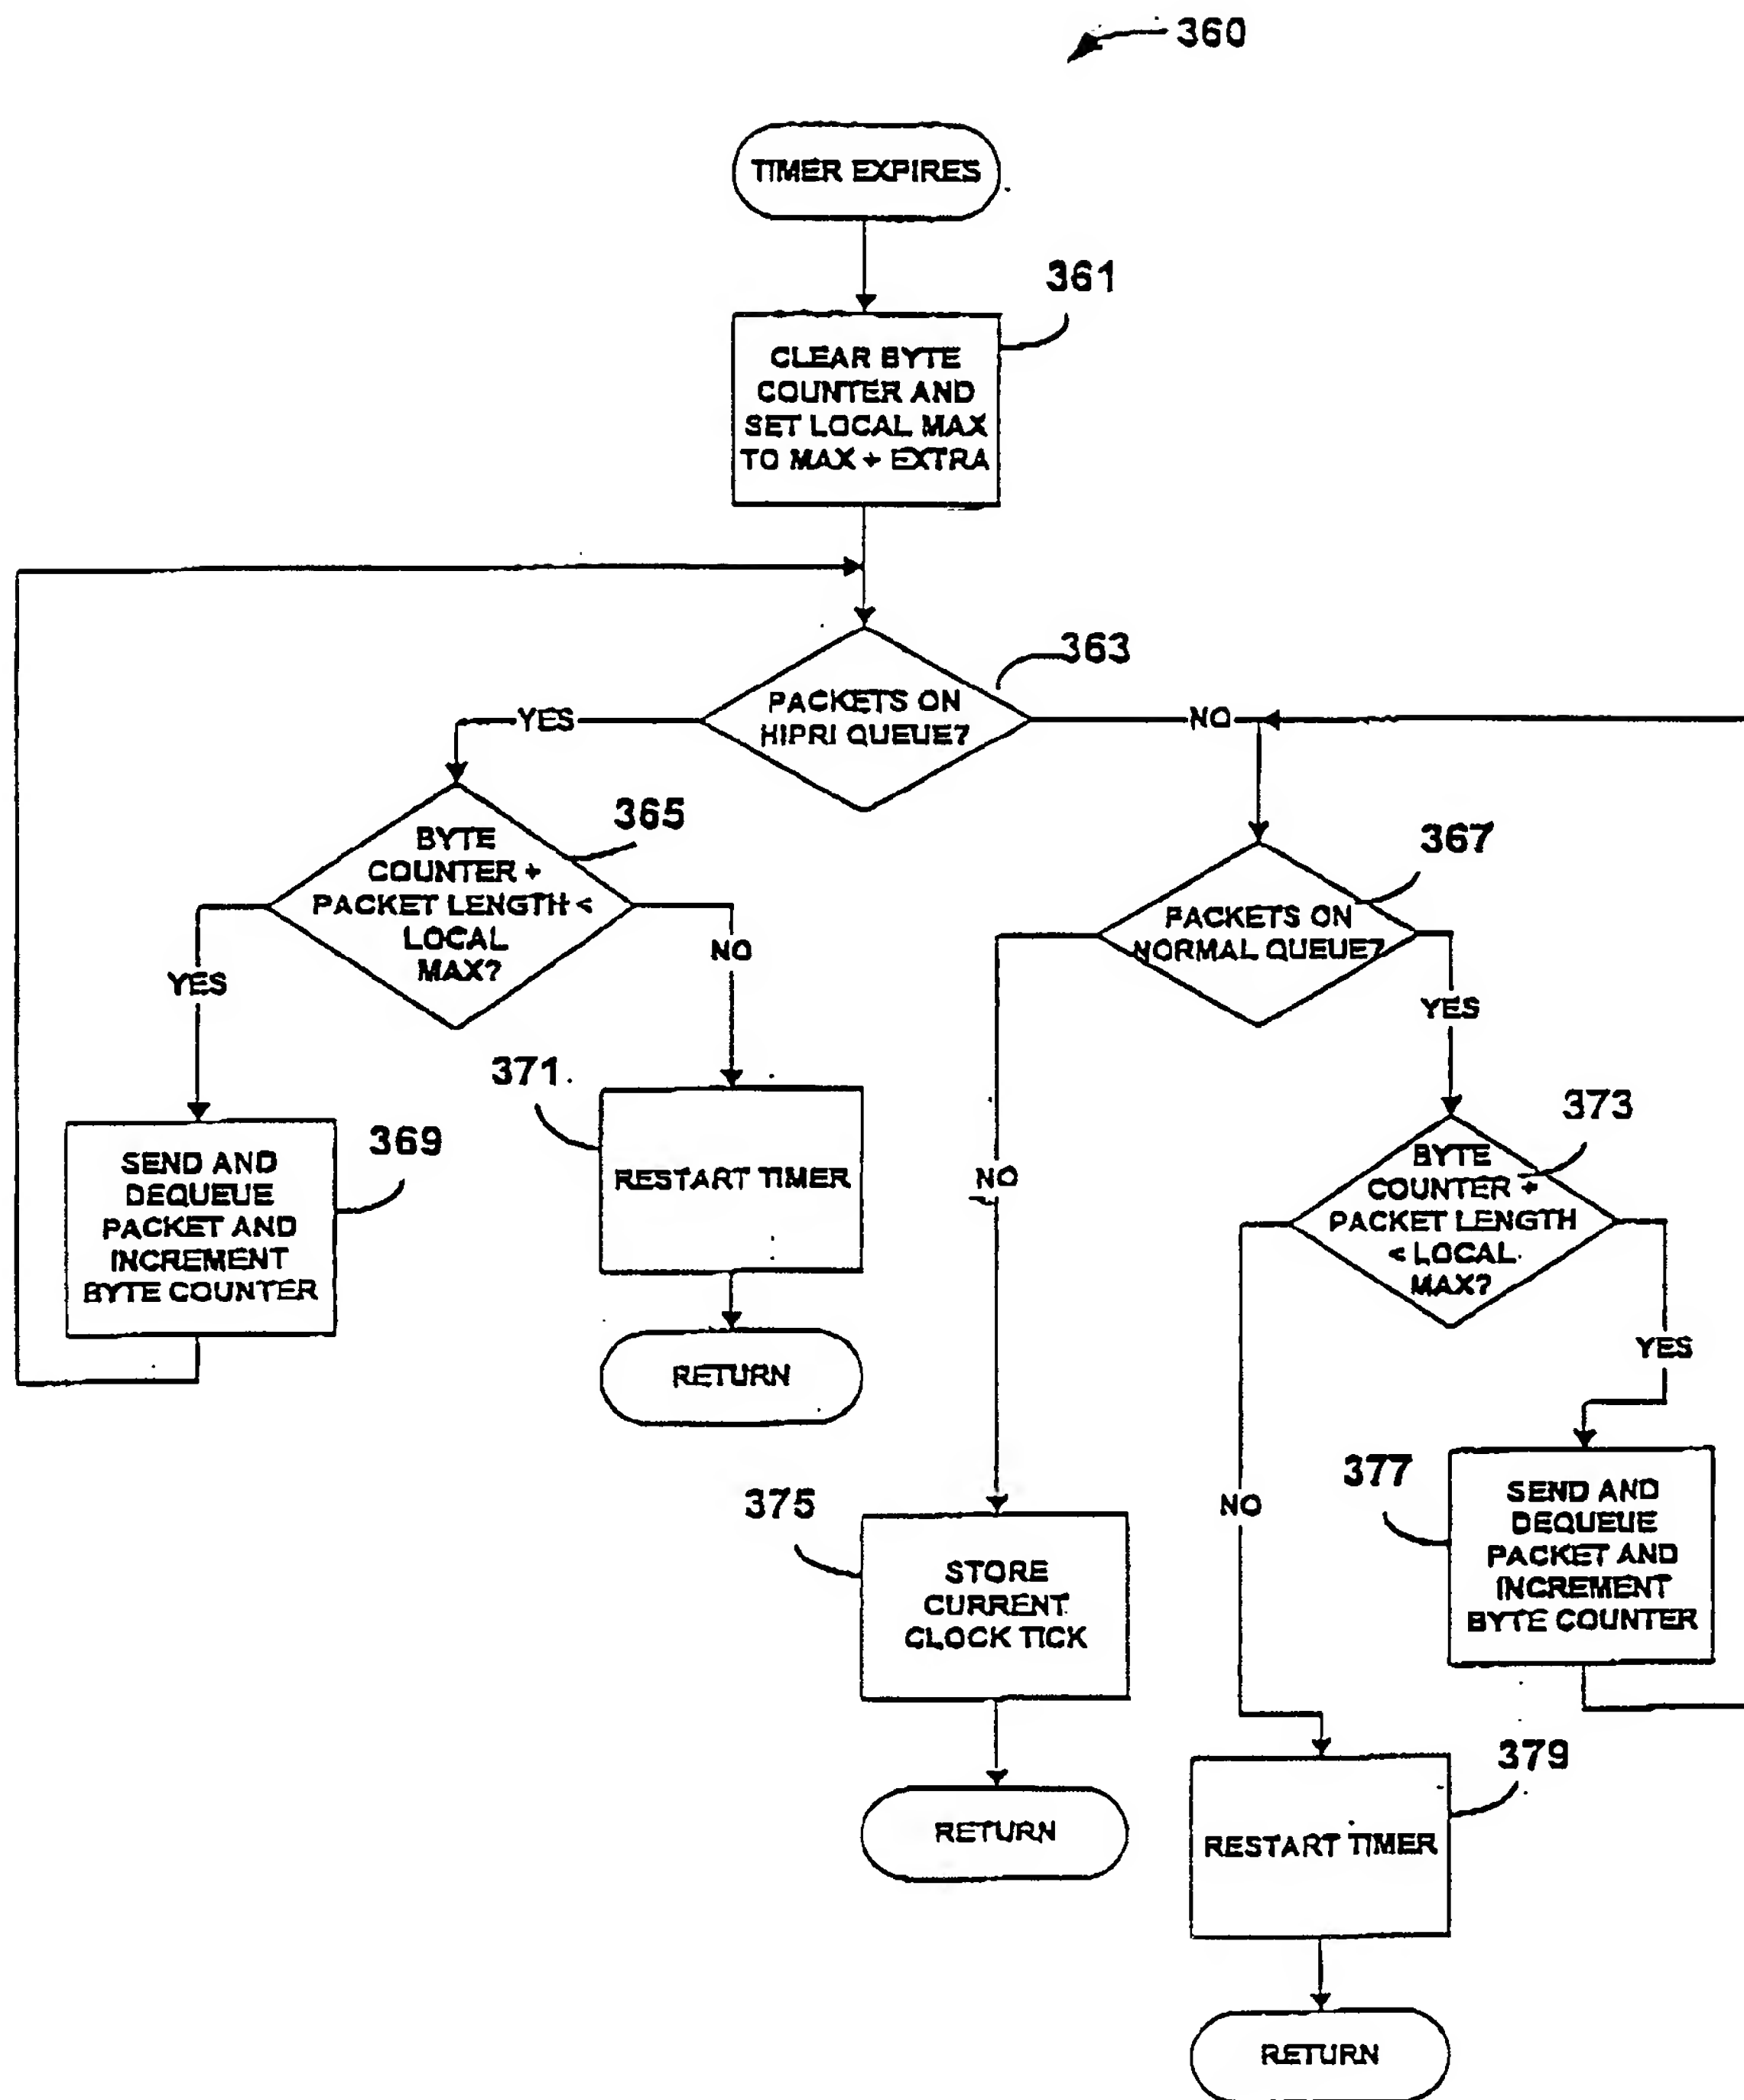 360
TIMER EXPIRES
361
CLEAR BYTE
COUNTER AND
SET LOCAL MAX
TO MAX + EXTRA
363
PACKETS ON
HIPRI QUEUE?
YES
NO
365
BYTE
COUNTER +
PACKET LENGTH <
LOCAL
MAX?
367
PACKETS ON
NORMAL QUEUE?
YES
NO
NO
YES
371
RESTART TIMER
RETURN
369
SEND AND
DEQUEUE
PACKET AND
INCREMENT
BYTE COUNTER
373
BYTE
COUNTER +
PACKET LENGTH
< LOCAL
MAX?
YES
NO
375
STORE
CURRENT
CLOCK TICK
RETURN
377
SEND AND
DEQUEUE
PACKET AND
INCREMENT
BYTE COUNTER
379
RESTART TIMER
RETURN